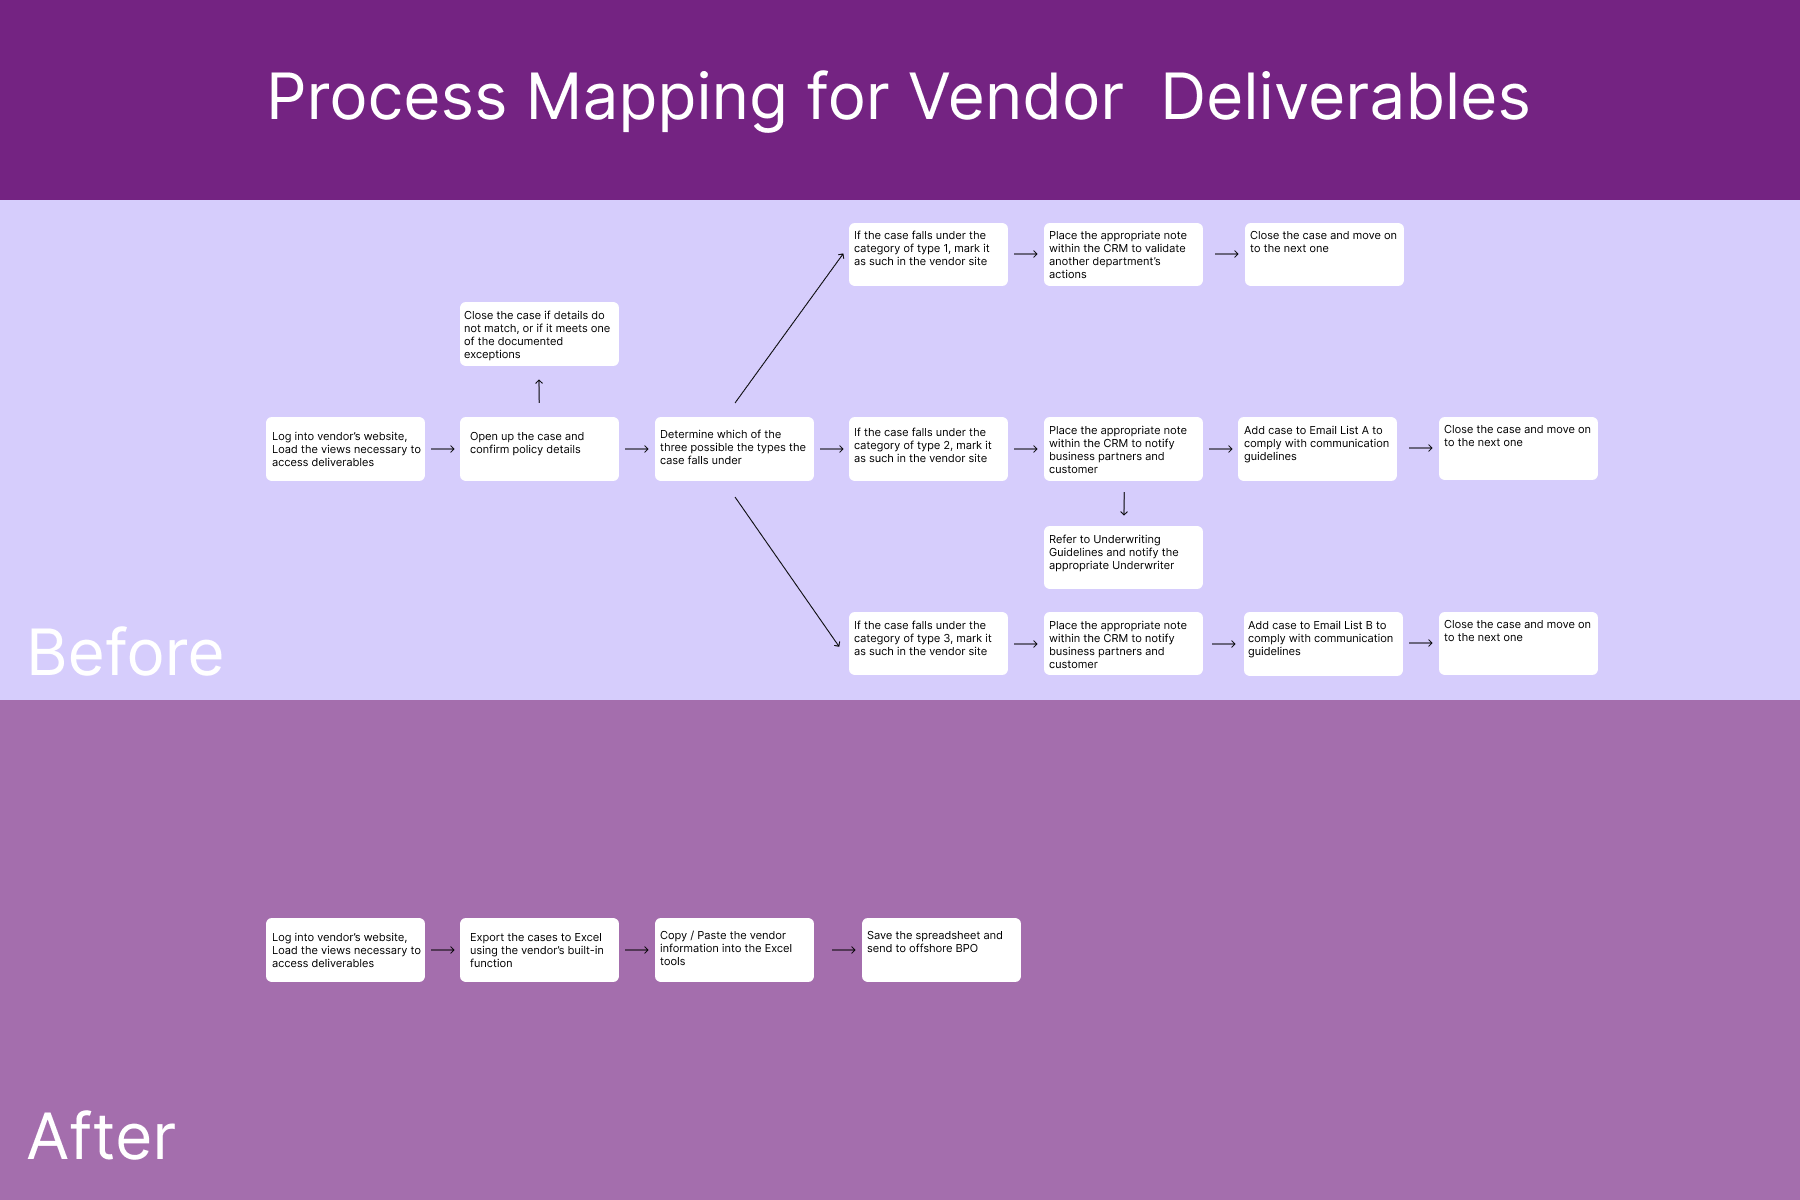 Process Mapping for Vendor  Deliverables
If the case falls under the
category of type 1, mark it
as such in the vendor site
Place the appropriate note
within the CRM to validate
another department's
actions
Close the case and move on
to the next one
Close the case if details do
not match, or if it meets one
of the documented
exceptions
Log into vendor's website,
Load the views necessary to
access deliverables
Open up the case and
confirm policy details
Determine which of the
three possible the types the
case falls under
If the case falls under the
category of type 2, mark it
as such in the vendor site
Place the appropriate note
within the CRM to notify
business partners and
customer
Add case to Email List A to
comply with communication
guidelines
Close the case and move on
to the next one
Refer to Underwriting
Guidelines and notify the
appropriate Underwriter
If the case falls under the
category of type 3, mark it
as such in the vendor site
Place the appropriate note
within the CRM to notify
business partners and
customer
Add case to Email List B to
comply with communication
guidelines
Close the case and move on
to the next one
Before
Log into vendor's website,
Load the views necessary to
access deliverables
Export the cases to Excel
using the vendor's built-in
function
Copy / Paste the vendor
information into the Excel
tools
Save the spreadsheet and
send to offshore BPO
After